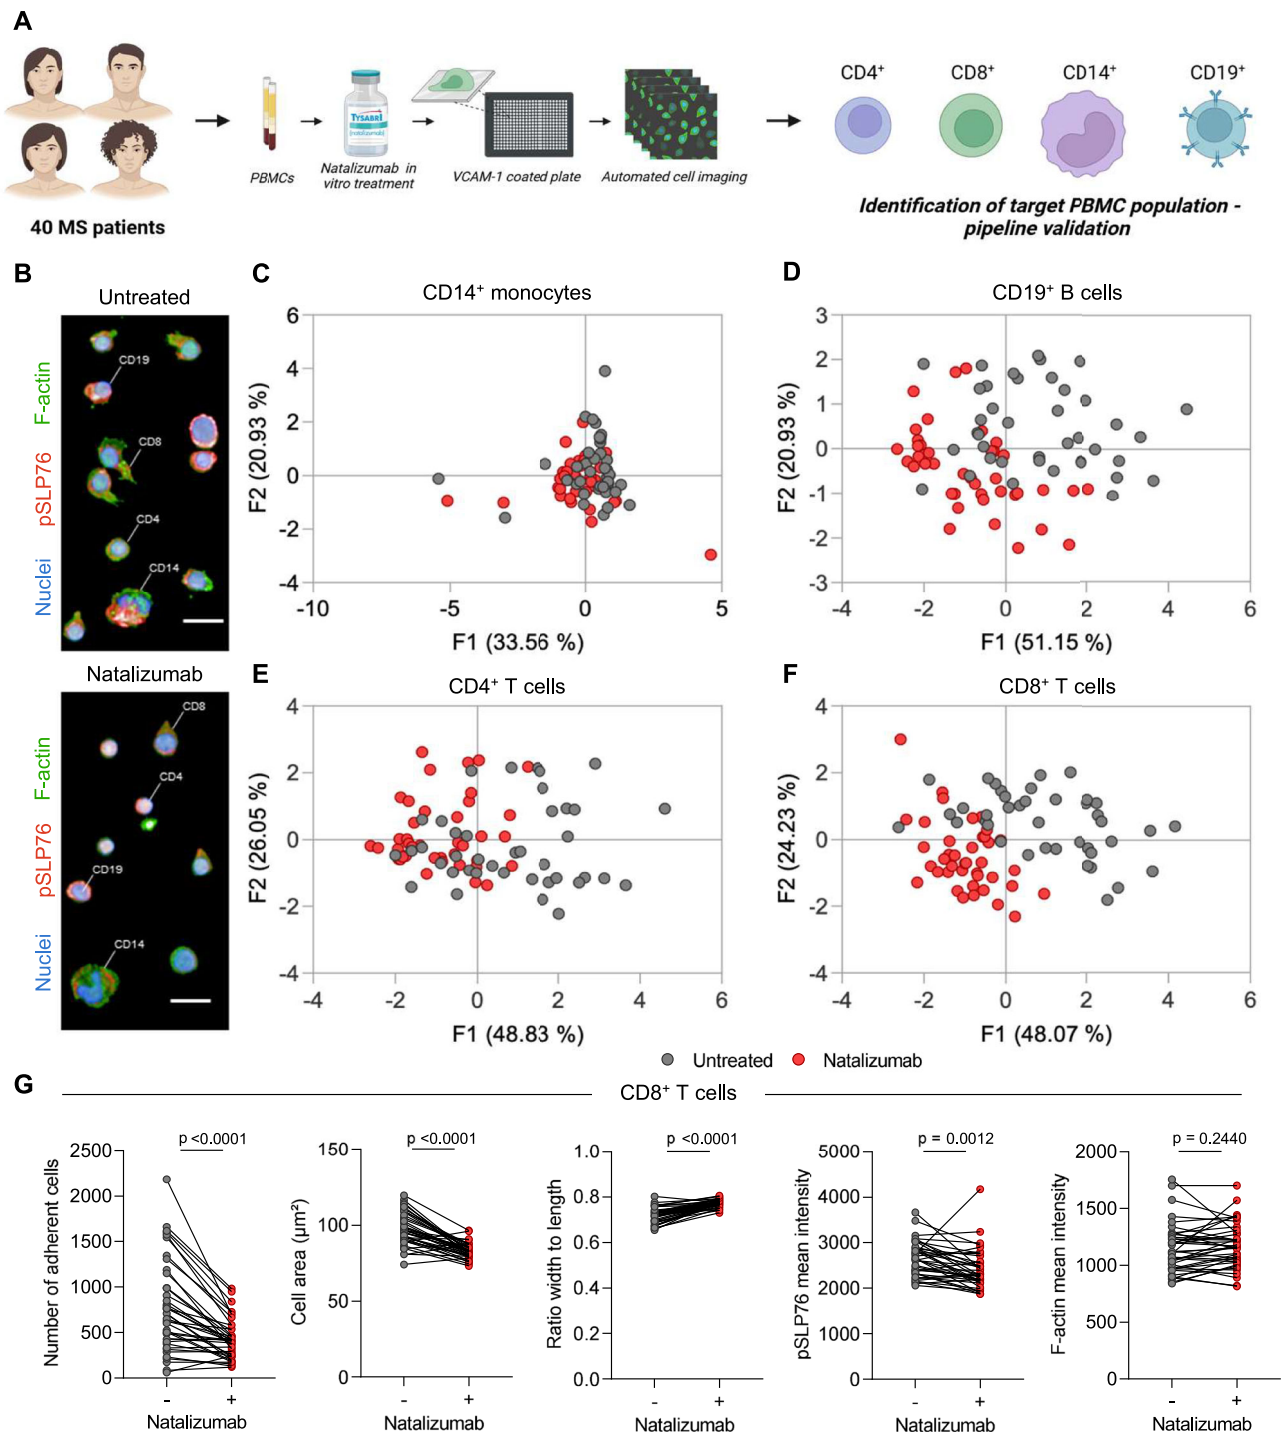 A
40 MS patients
PBMCs
TYSABRI
(natalizumab)
Natalizumab in
vitro treatment
VCAM-1 coated plate
Automated cell imaging
CD4⁺
CD8⁺
CD14⁺
CD19⁺
Identification of target PBMC population -
pipeline validation
B
Untreated
Nuclei pSLP76 F-actin
CD19
CD8
CD4
CD14
Natalizumab
Nuclei pSLP76 F-actin
CD8
CD4
CD19
CD14
C
CD14⁺ monocytes
F2 (20.93 %)
6
4
2
0
-2
-4
-10 -5 0 5
F1 (33.56 %)
D
CD19⁺ B cells
F2 (20.93 %)
3
2
1
0
-1
-2
-3
-4 -2 0 2 4 6
F1 (51.15 %)
E
CD4⁺ T cells
F2 (26.05 %)
4
2
0
-2
-4
-4 -2 0 2 4 6
F1 (48.83 %)
F
CD8⁺ T cells
F2 (24.23 %)
4
2
0
-2
-4
-4 -2 0 2 4 6
F1 (48.07 %)
Untreated Natalizumab
G
CD8⁺ T cells
p <0.0001
Number of adherent cells
2500
2000
1500
1000
500
0
- +
Natalizumab
p <0.0001
Cell area (µm²)
150
100
50
0
- +
Natalizumab
p <0.0001
Ratio width to length
1.0
0.8
0.6
0.4
0.2
0.0
- +
Natalizumab
p = 0.0012
pSLP76 mean intensity
5000
4000
3000
2000
1000
0
- +
Natalizumab
p = 0.2440
F-actin mean intensity
2000
1500
1000
500
0
- +
Natalizumab